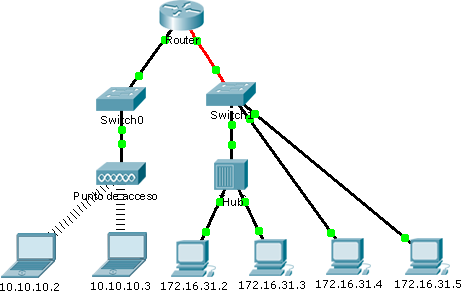 Router
Switch0
Switch1
Punto de acceso
Hub
10.10.10.2
10.10.10.3
172.16.31.2
172.16.31.3
172.16.31.4
172.16.31.5